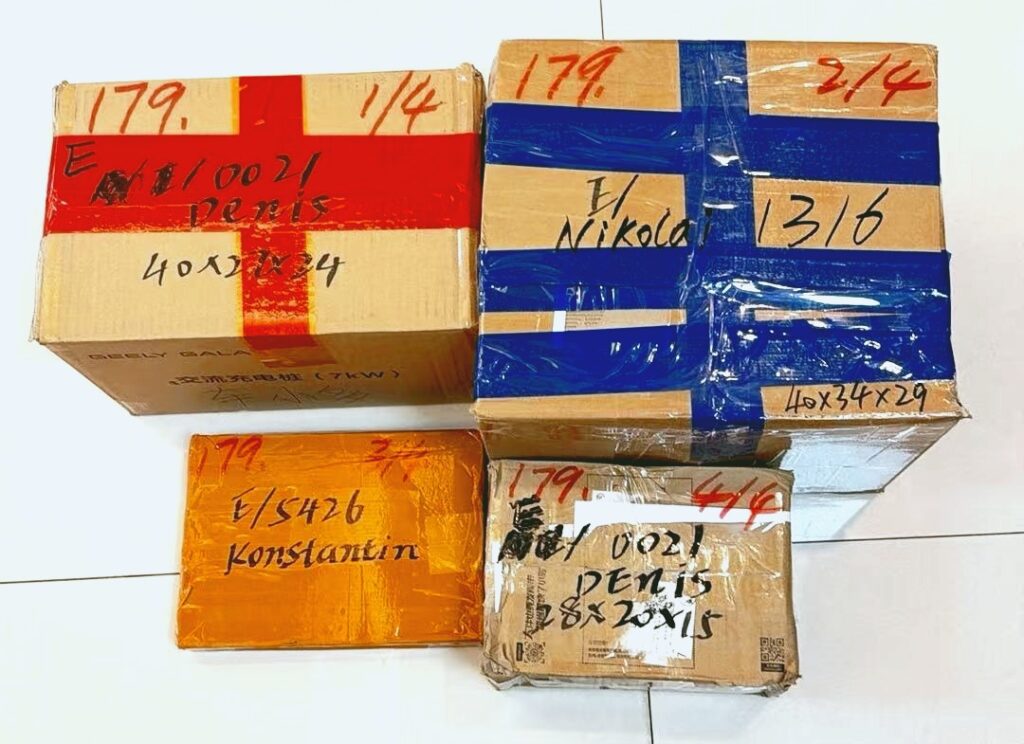 179. 1/4
E
/0021
Denis
40x27x24
GEELY GALA
交流充电桩(7kW)
179. 2/4
E/
Nikolai 1316
40x34x29
179. 3/4
E/5426
Konstantin
179. 4/4
E
0021
DENiS
28x20x15